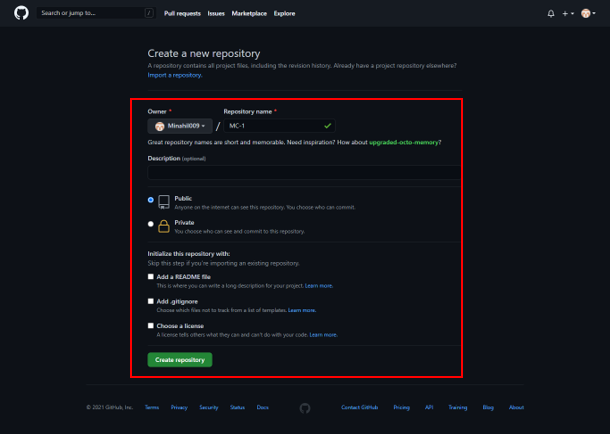 Search or jump to... / Pull requests Issues Marketplace Explore
Create a new repository
A repository contains all project files, including the revision history. Already have a project repository elsewhere?
Import a repository.
Owner * Repository name *
Minahil009 / MC-1
Great repository names are short and memorable. Need inspiration? How about upgraded-octo-memory?
Description (optional)
Public
Anyone on the internet can see this repository. You choose who can commit.
Private
You choose who can see and commit to this repository.
Initialize this repository with:
Skip this step if you're importing an existing repository.
Add a README file
This is where you can write a long description for your project. Learn more.
Add .gitignore
Choose which files not to track from a list of templates. Learn more.
Choose a license
A license tells others what they can and can't do with your code. Learn more.
Create repository
© 2021 GitHub, Inc. Terms Privacy Security Status Docs Contact GitHub Pricing API Training Blog About